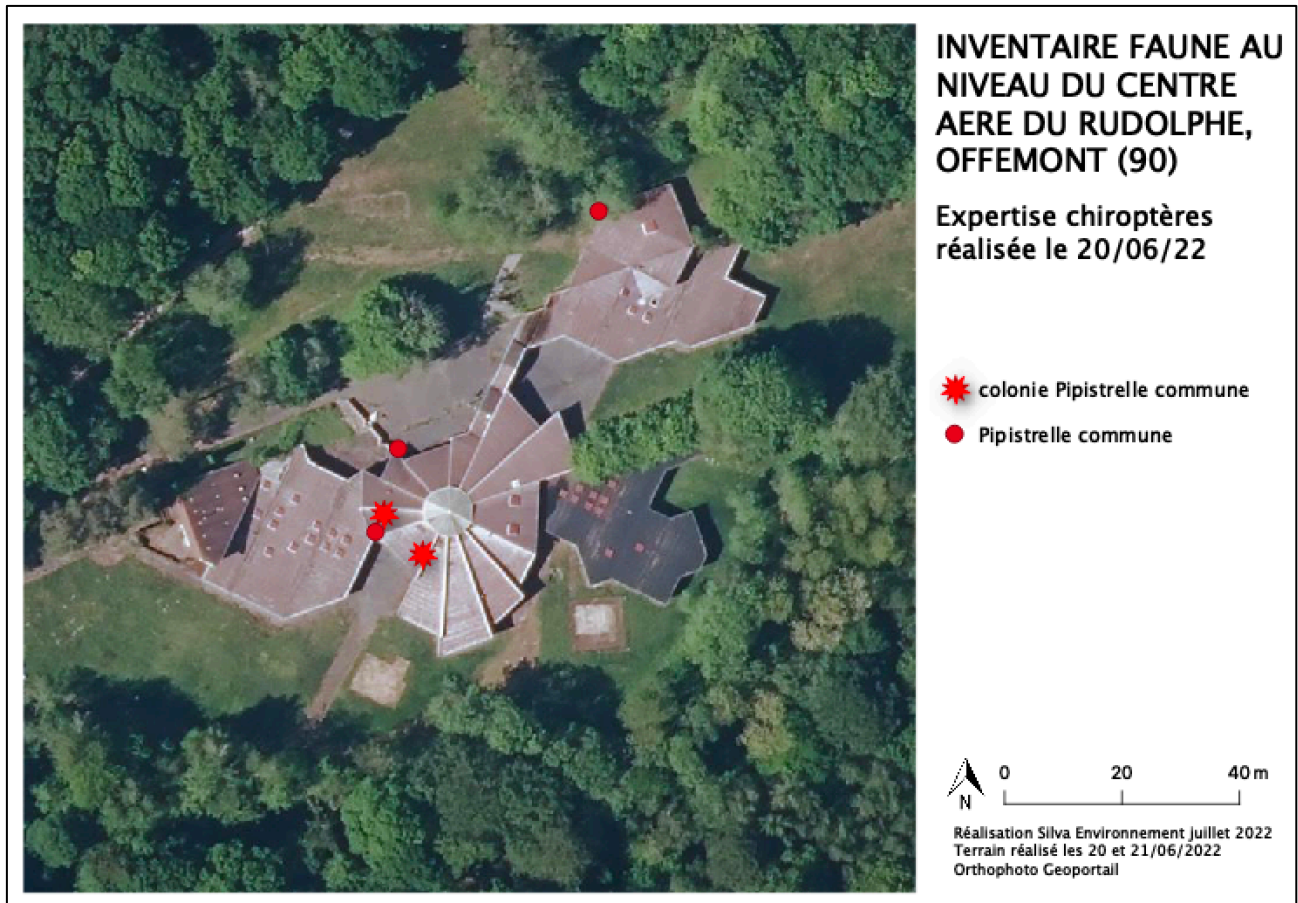 INVENTAIRE FAUNE AU
NIVEAU DU CENTRE
AERE DU RUDOLPHE,
OFFEMONT (90)
Expertise chiroptères
réalisée le 20/06/22
colonie Pipistrelle commune
Pipistrelle commune
0 20 40 m
N
Réalisation Silva Environnement juillet 2022
Terrain réalisé les 20 et 21/06/2022
Orthophoto Geoportail